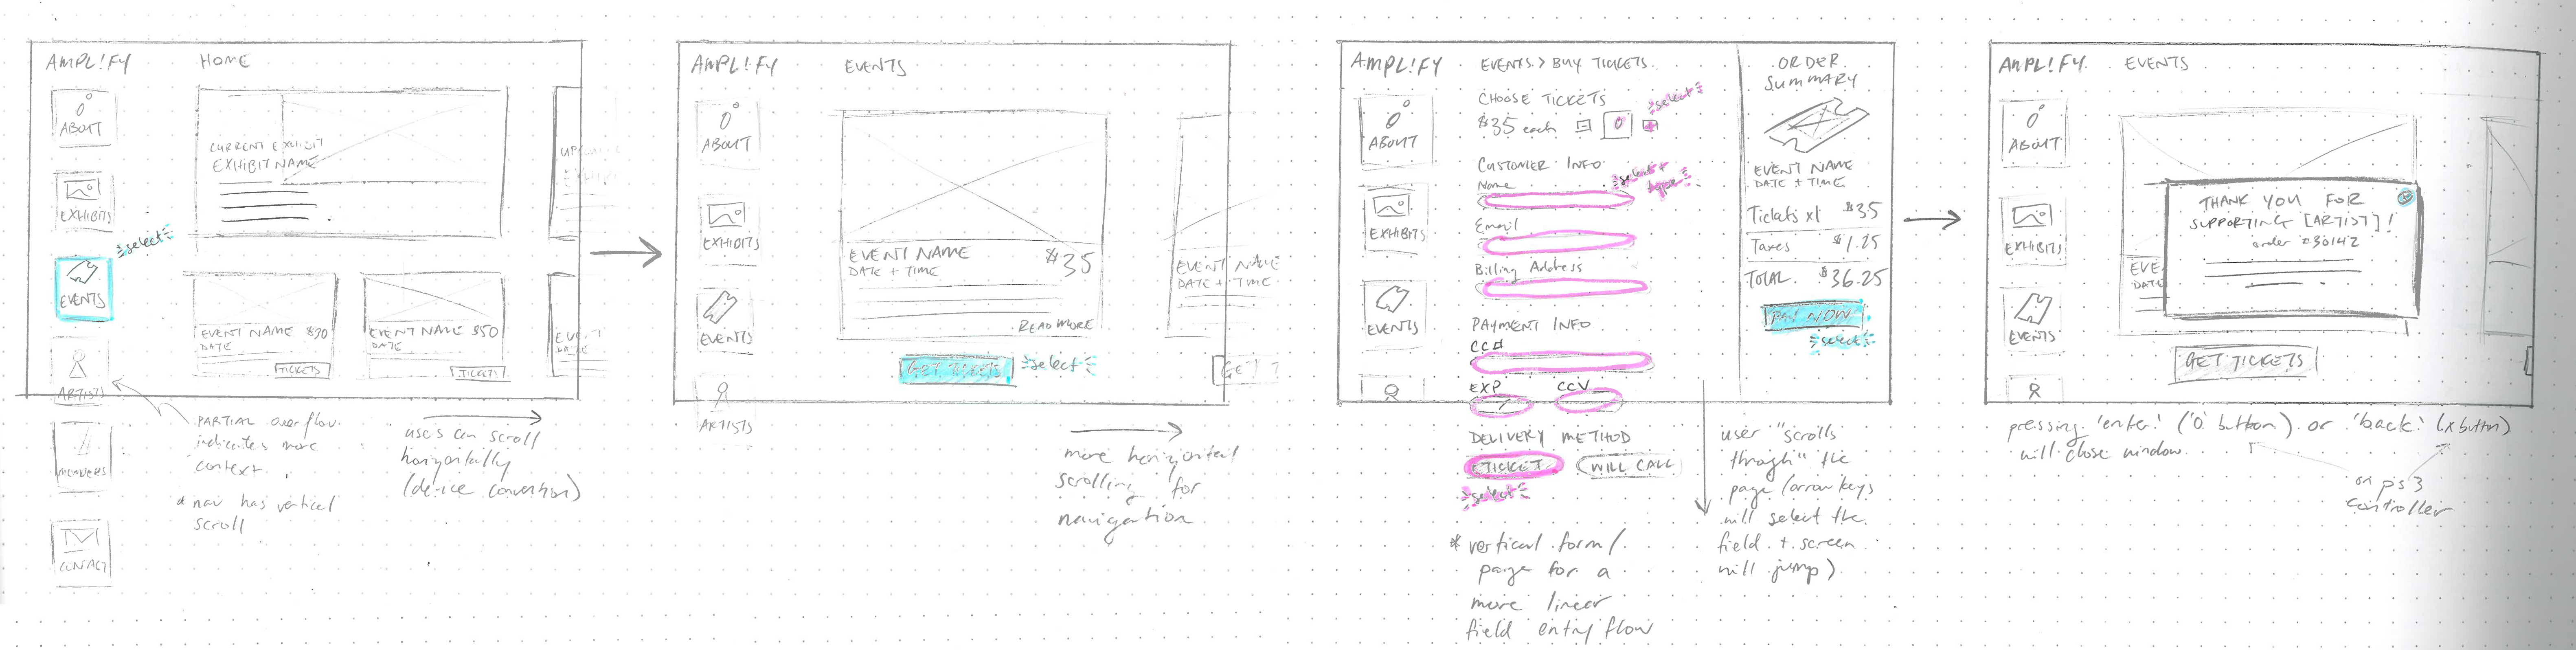 AMPL!FY
HOME
ABOUT
EXHIBITS
select
EVENTS
ARTISTS
MEMBERS
CONTACT
CURRENT EXHIBIT
EXHIBIT NAME
EVENT NAME $30
DATE
TICKETS
EVENT NAME $50
DATE
TICKETS
PARTIAL overflow
indicates more
context
* nav has vertical
scroll
users can scroll
horizontally
(device convention)
AMPL!FY
EVENTS
ABOUT
EXHIBITS
EVENTS
ARTISTS
EVENT NAME
$35
DATE + TIME
READ MORE
GET TICKETS
select
EVENT NAME
DATE + TIME
GET T
more horizontal
scrolling for
navigation
AMPL!FY
EVENTS > BUY TICKETS
ABOUT
EXHIBITS
EVENTS
CHOOSE TICKETS
select
$35 each - 0 +
CUSTOMER INFO
Name
select +
type
Email
Billing Address
PAYMENT INFO
CC#
EXP
CCV
DELIVERY METHOD
ETICKET
WILL CALL
select
ORDER
SUMMARY
EVENT NAME
DATE + TIME
Tickets x1 $35
Taxes $1.25
TOTAL $36.25
PAY NOW
select
* vertical form/
page for a
more linear
field entry flow
user "scrolls
through" the
page (arrow keys
will select the
field + screen
will jump)
AMPL!FY
EVENTS
ABOUT
EXHIBITS
EVENTS
THANK YOU FOR
SUPPORTING [ARTIST]!
order #30142
EVE
DATE
GET TICKETS
pressing 'enter' ('O' button) or 'back' (x button)
will close window
on ps3
controller